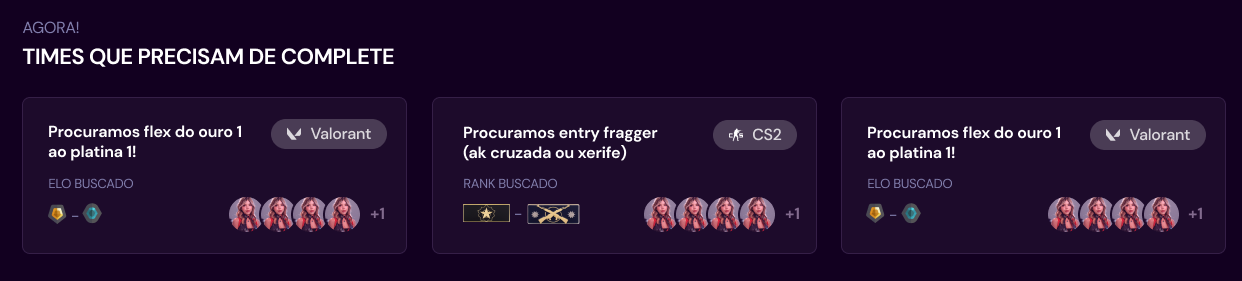 AGORA!
TIMES QUE PRECISAM DE COMPLETE
Procuramos flex do ouro 1
ao platina 1!
Valorant
ELO BUSCADO
–
+1
Procuramos entry fragger
(ak cruzada ou xerife)
CS2
RANK BUSCADO
–
+1
Procuramos flex do ouro 1
ao platina 1!
Valorant
ELO BUSCADO
–
+1